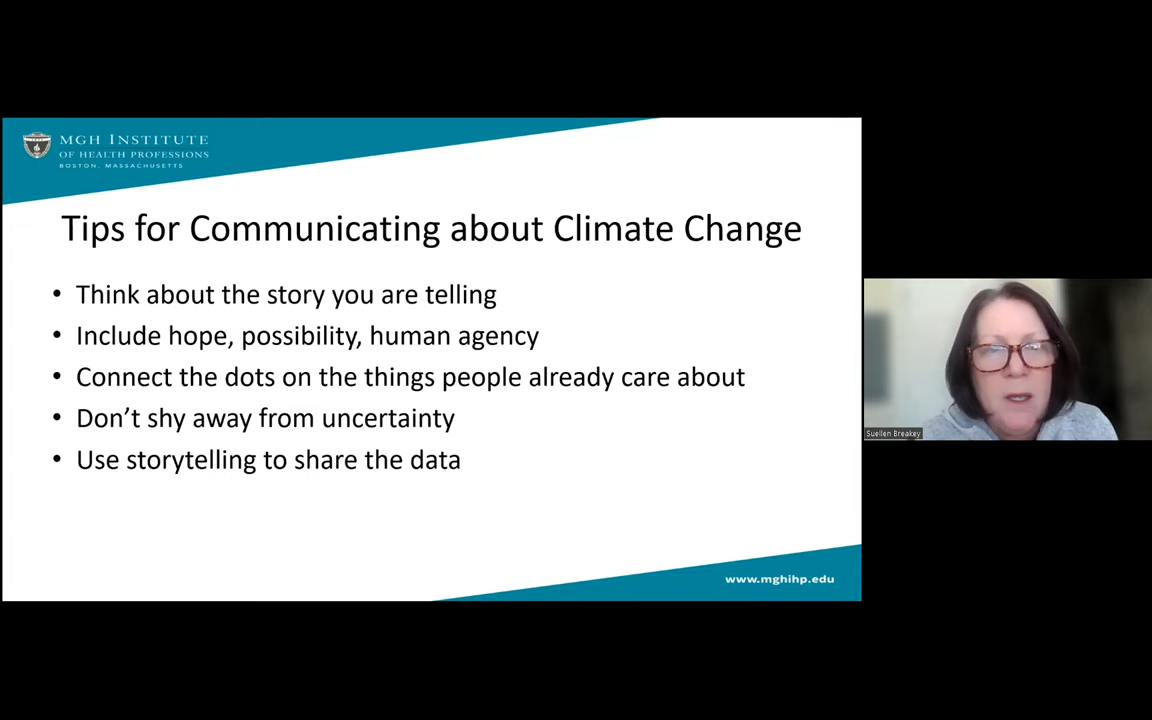 MGH INSTITUTE
OF HEALTH PROFESSIONS
BOSTON, MASSACHUSETTS
Tips for Communicating about Climate Change
• Think about the story you are telling
• Include hope, possibility, human agency
• Connect the dots on the things people already care about
• Don’t shy away from uncertainty
• Use storytelling to share the data
Suellen Breakey
www.mghihp.edu